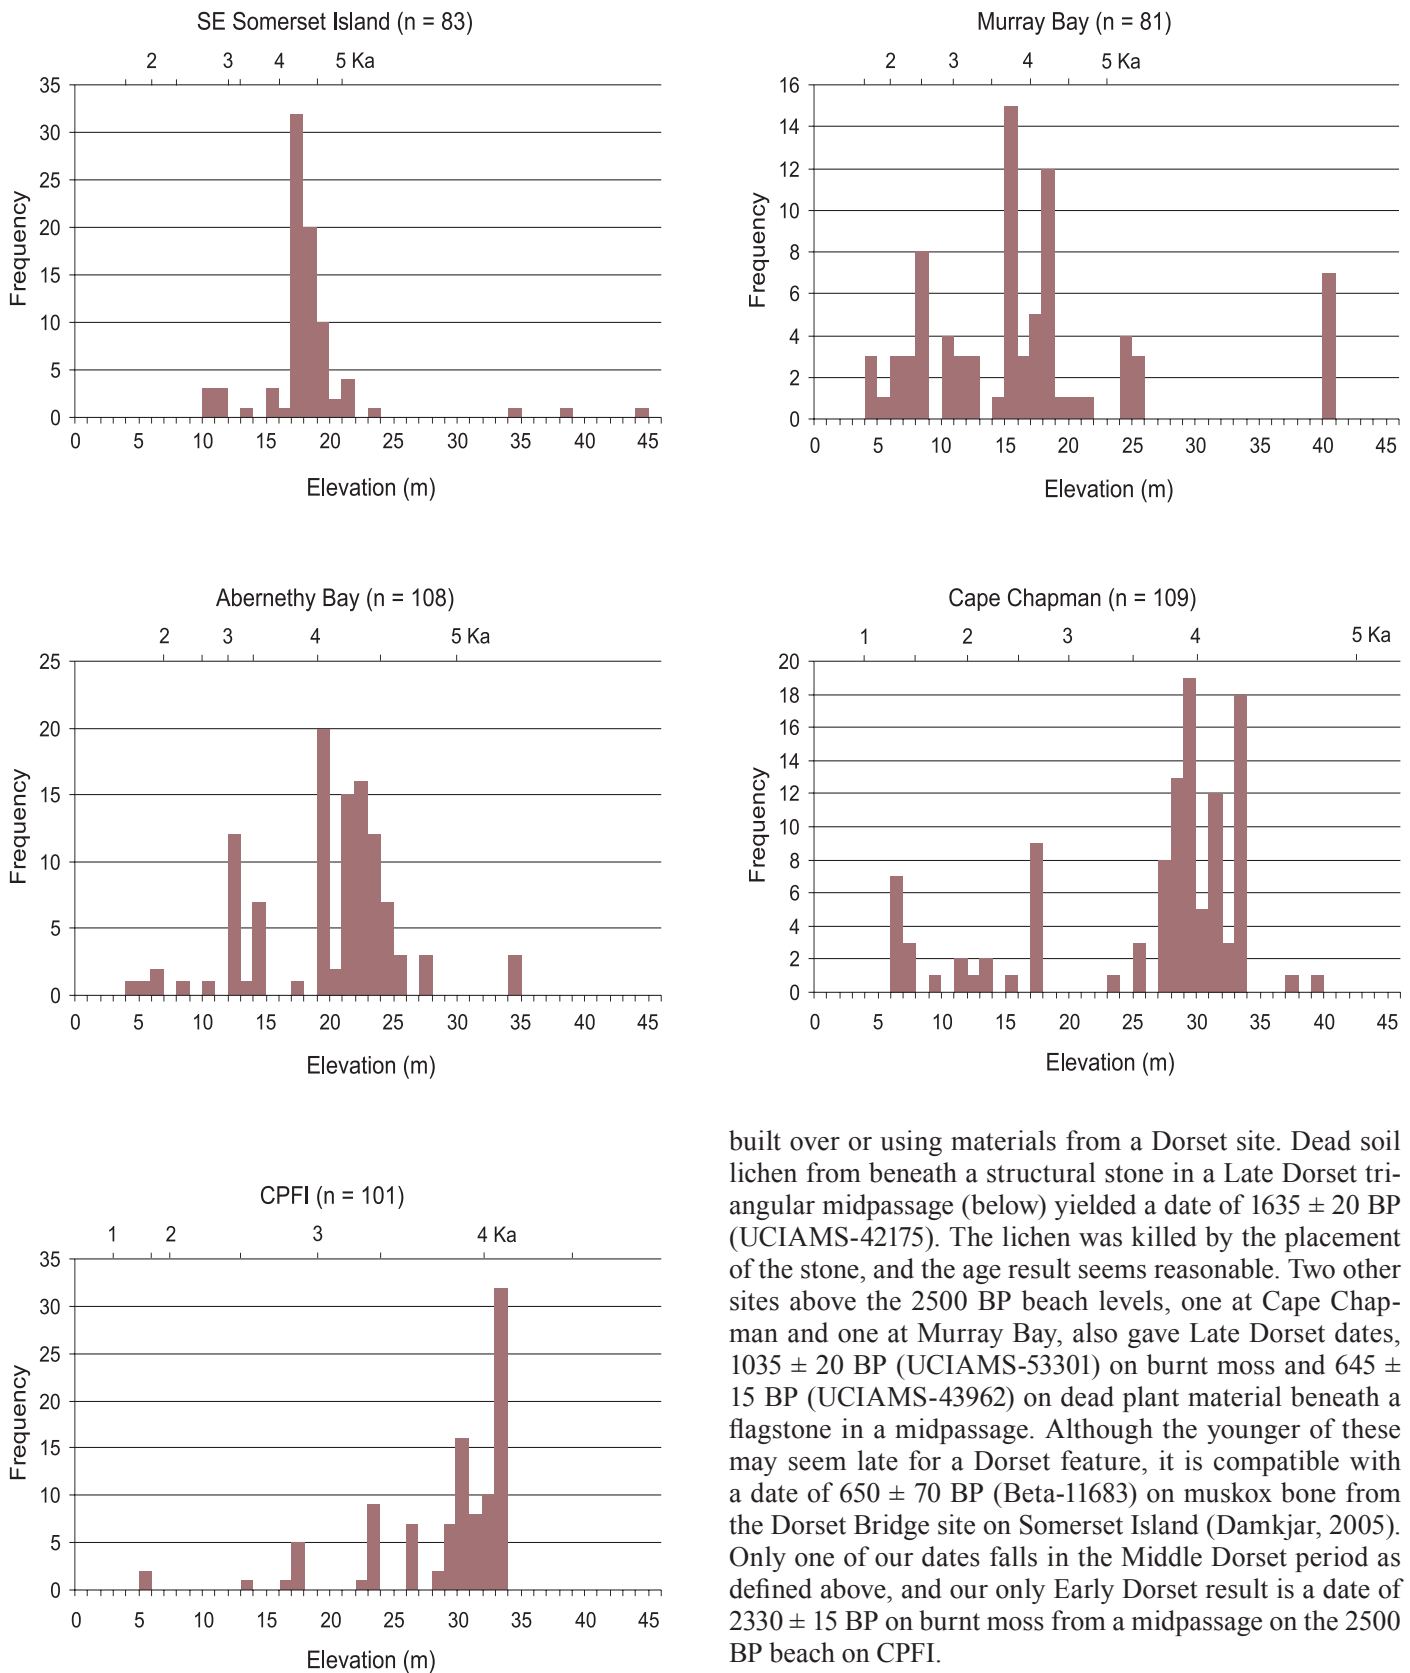 SE Somerset Island (n = 83)
2 3 4 5 Ka
35
30
25
20
15
10
5
0
Frequency
0 5 10 15 20 25 30 35 40 45
Elevation (m)
Murray Bay (n = 81)
2 3 4 5 Ka
16
14
12
10
8
6
4
2
0
Frequency
0 5 10 15 20 25 30 35 40 45
Elevation (m)
Abernethy Bay (n = 108)
2 3 4 5 Ka
25
20
15
10
5
0
Frequency
0 5 10 15 20 25 30 35 40 45
Elevation (m)
Cape Chapman (n = 109)
1 2 3 4 5 Ka
20
18
16
14
12
10
8
6
4
2
0
Frequency
0 5 10 15 20 25 30 35 40 45
Elevation (m)
CPFI (n = 101)
1 2 3 4 Ka
35
30
25
20
15
10
5
0
Frequency
0 5 10 15 20 25 30 35 40 45
Elevation (m)
built over or using materials from a Dorset site. Dead soil
lichen from beneath a structural stone in a Late Dorset tri-
angular midpassage (below) yielded a date of 1635 ± 20 BP
(UCIAMS-42175). The lichen was killed by the placement
of the stone, and the age result seems reasonable. Two other
sites above the 2500 BP beach levels, one at Cape Chap-
man and one at Murray Bay, also gave Late Dorset dates,
1035 ± 20 BP (UCIAMS-53301) on burnt moss and 645 ±
15 BP (UCIAMS-43962) on dead plant material beneath a
flagstone in a midpassage. Although the younger of these
may seem late for a Dorset feature, it is compatible with
a date of 650 ± 70 BP (Beta-11683) on muskox bone from
the Dorset Bridge site on Somerset Island (Damkjar, 2005).
Only one of our dates falls in the Middle Dorset period as
defined above, and our only Early Dorset result is a date of
2330 ± 15 BP on burnt moss from a midpassage on the 2500
BP beach on CPFI.